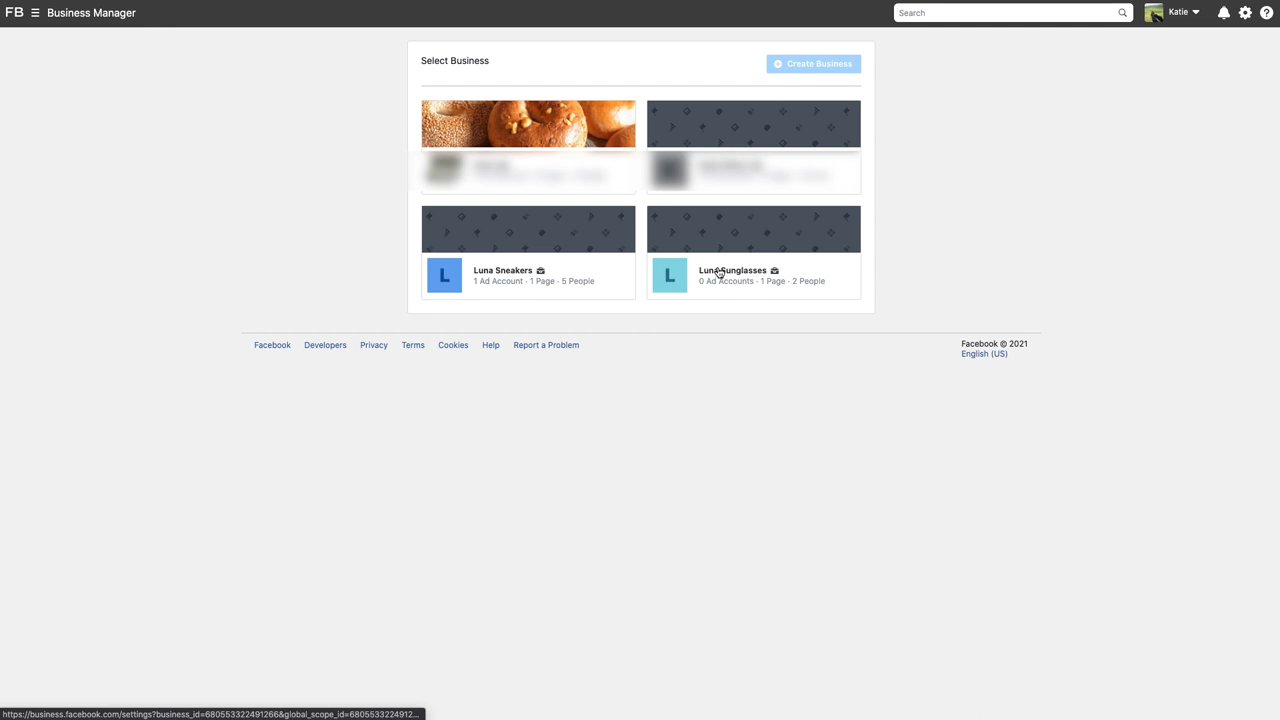 FB ☰ Business Manager
Search
Katie
Select Business
Create Business
L
Luna Sneakers
1 Ad Account · 1 Page · 5 People
L
Luna Sunglasses
0 Ad Accounts · 1 Page · 2 People
Facebook Developers Privacy Terms Cookies Help Report a Problem
Facebook © 2021
English (US)
https://business.facebook.com/settings?business_id=680553322491266&global_scope_id=6805533224912...